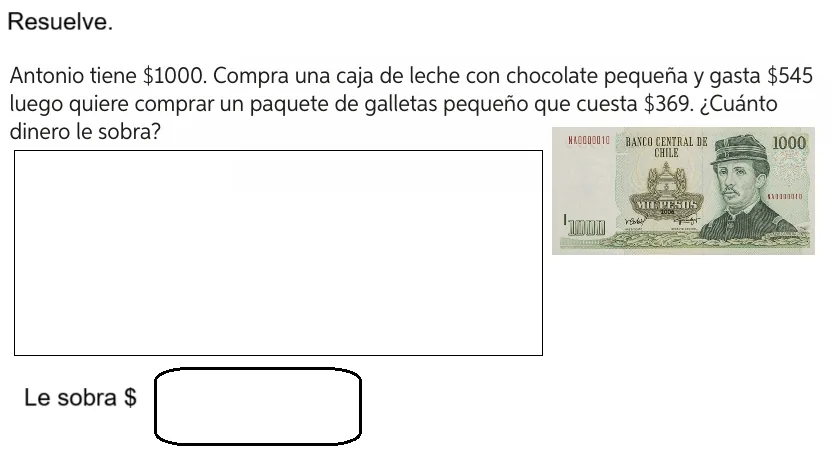 Resuelve.
Antonio tiene $1000. Compra una caja de leche con chocolate pequeña y gasta $545
luego quiere comprar un paquete de galletas pequeño que cuesta $369. ¿Cuánto
dinero le sobra?
NA0000010 BANCO CENTRAL DE 1000
CHILE
MIL PESOS
2008
1000
Le sobra $